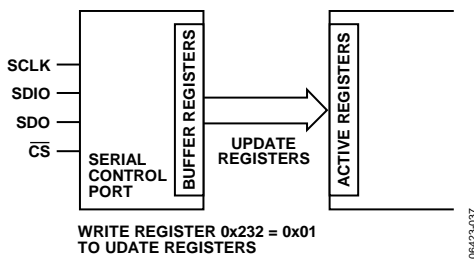 SCLK
SDIO
SDO
CS
SERIAL
CONTROL
PORT
BUFFER REGISTERS
UPDATE
REGISTERS
ACTIVE REGISTERS
WRITE REGISTER 0x232 = 0x01
TO UDATE REGISTERS
06423-037